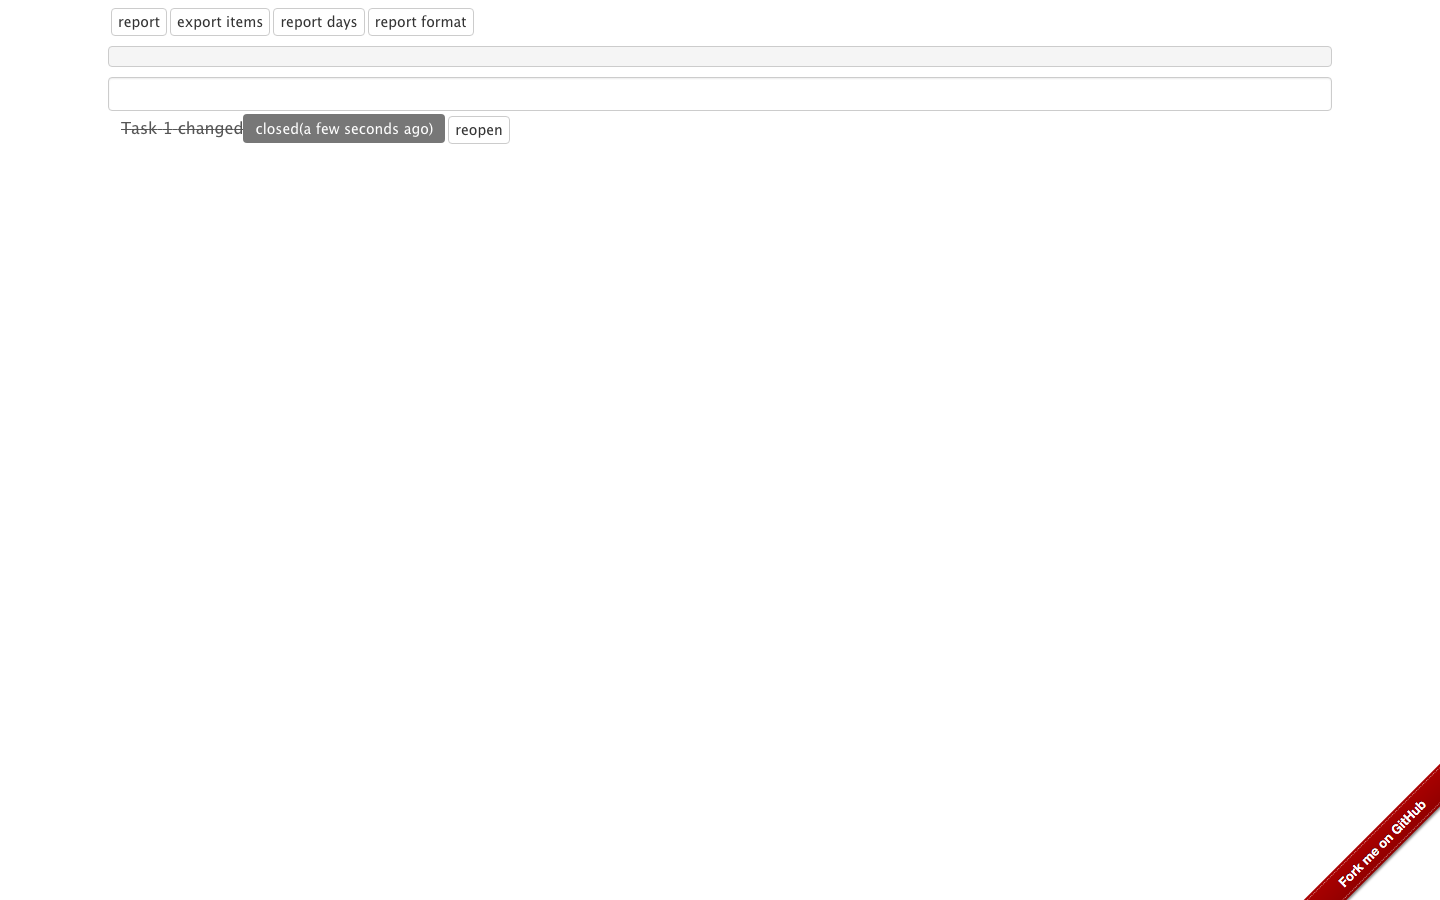 report export items report days report format
Task 1 changed closed(a few seconds ago) reopen
Fork me on GitHub